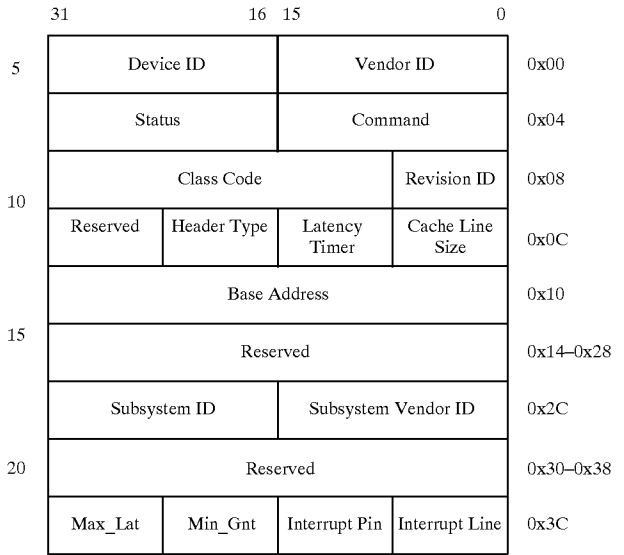 31 16 15 0
5 Device ID Vendor ID 0x00
Status Command 0x04
Class Code Revision ID 0x08
10
Reserved Header Type Latency Timer Cache Line Size 0x0C
Base Address 0x10
15
Reserved 0x14–0x28
Subsystem ID Subsystem Vendor ID 0x2C
20 Reserved 0x30–0x38
Max_Lat Min_Gnt Interrupt Pin Interrupt Line 0x3C